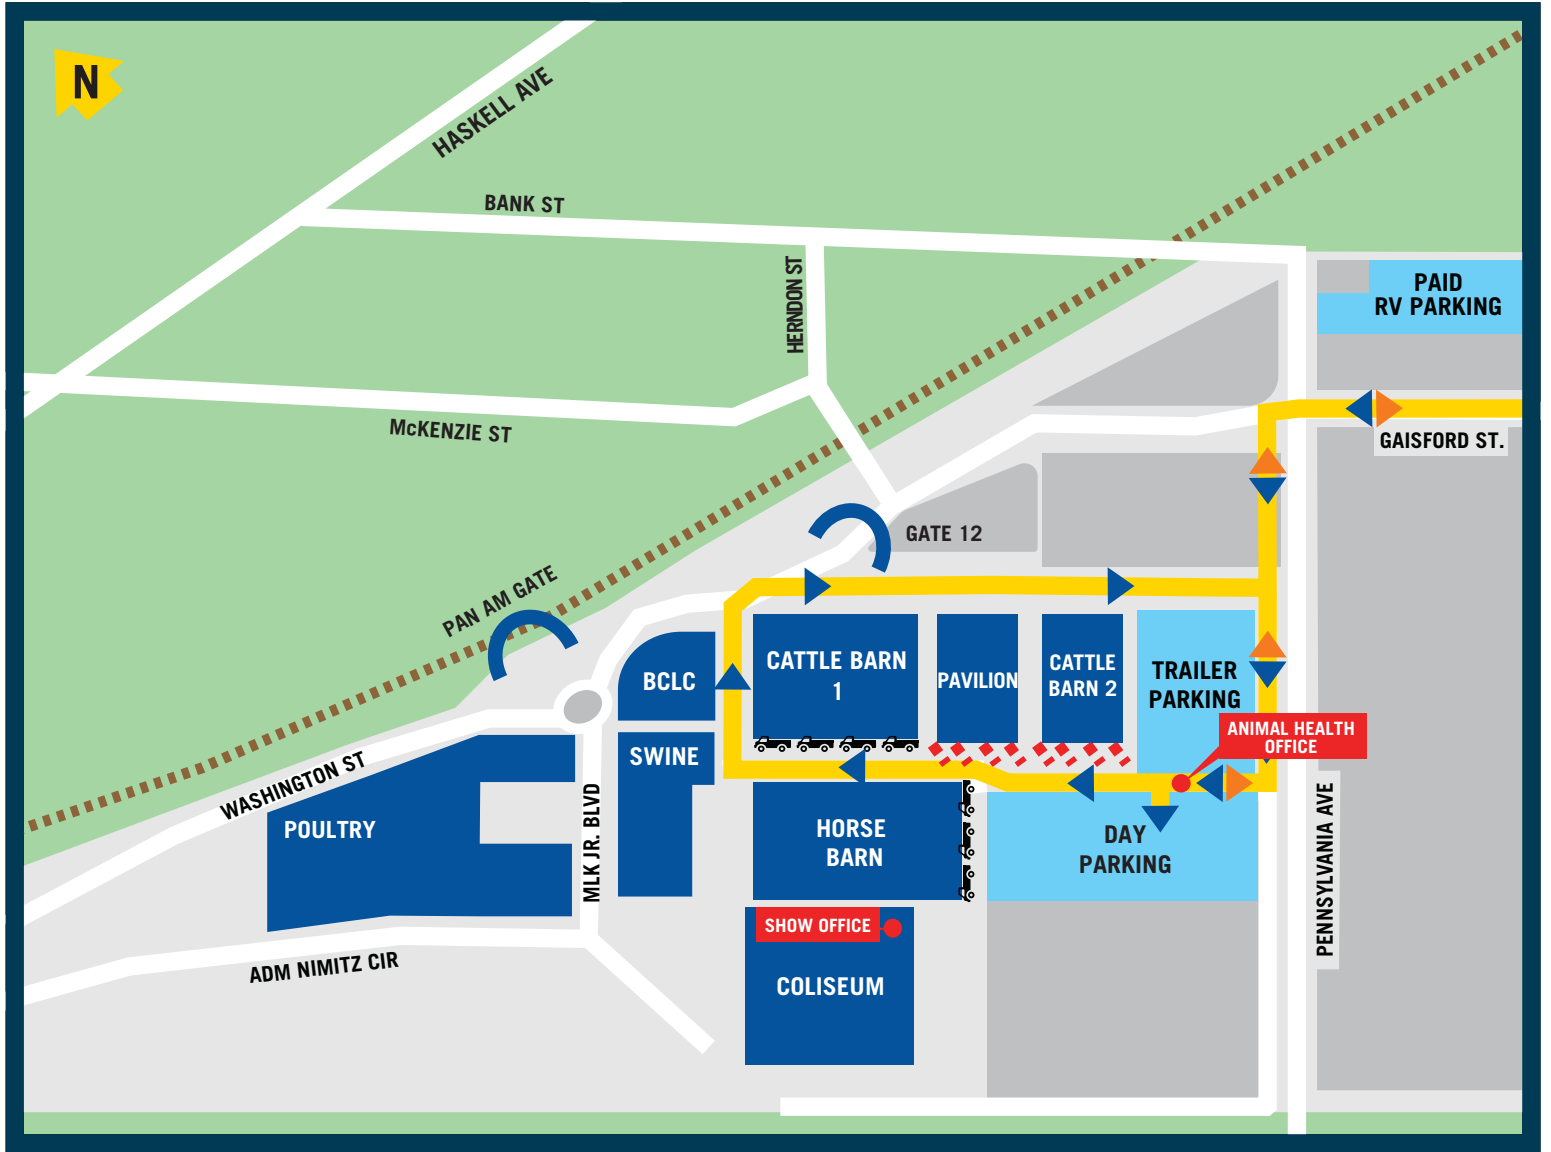 N
HASKELL AVE
BANK ST
HERNDON ST
PAID
RV PARKING
McKENZIE ST
GAISFORD ST.
GATE 12
PAN AM GATE
BCLC
CATTLE BARN
1
PAVILION
CATTLE
BARN 2
TRAILER
PARKING
ANIMAL HEALTH
OFFICE
SWINE
WASHINGTON ST
POULTRY
MLK JR. BLVD
HORSE
BARN
DAY
PARKING
PENNSYLVANIA AVE
SHOW OFFICE
COLISEUM
ADM NIMITZ CIR